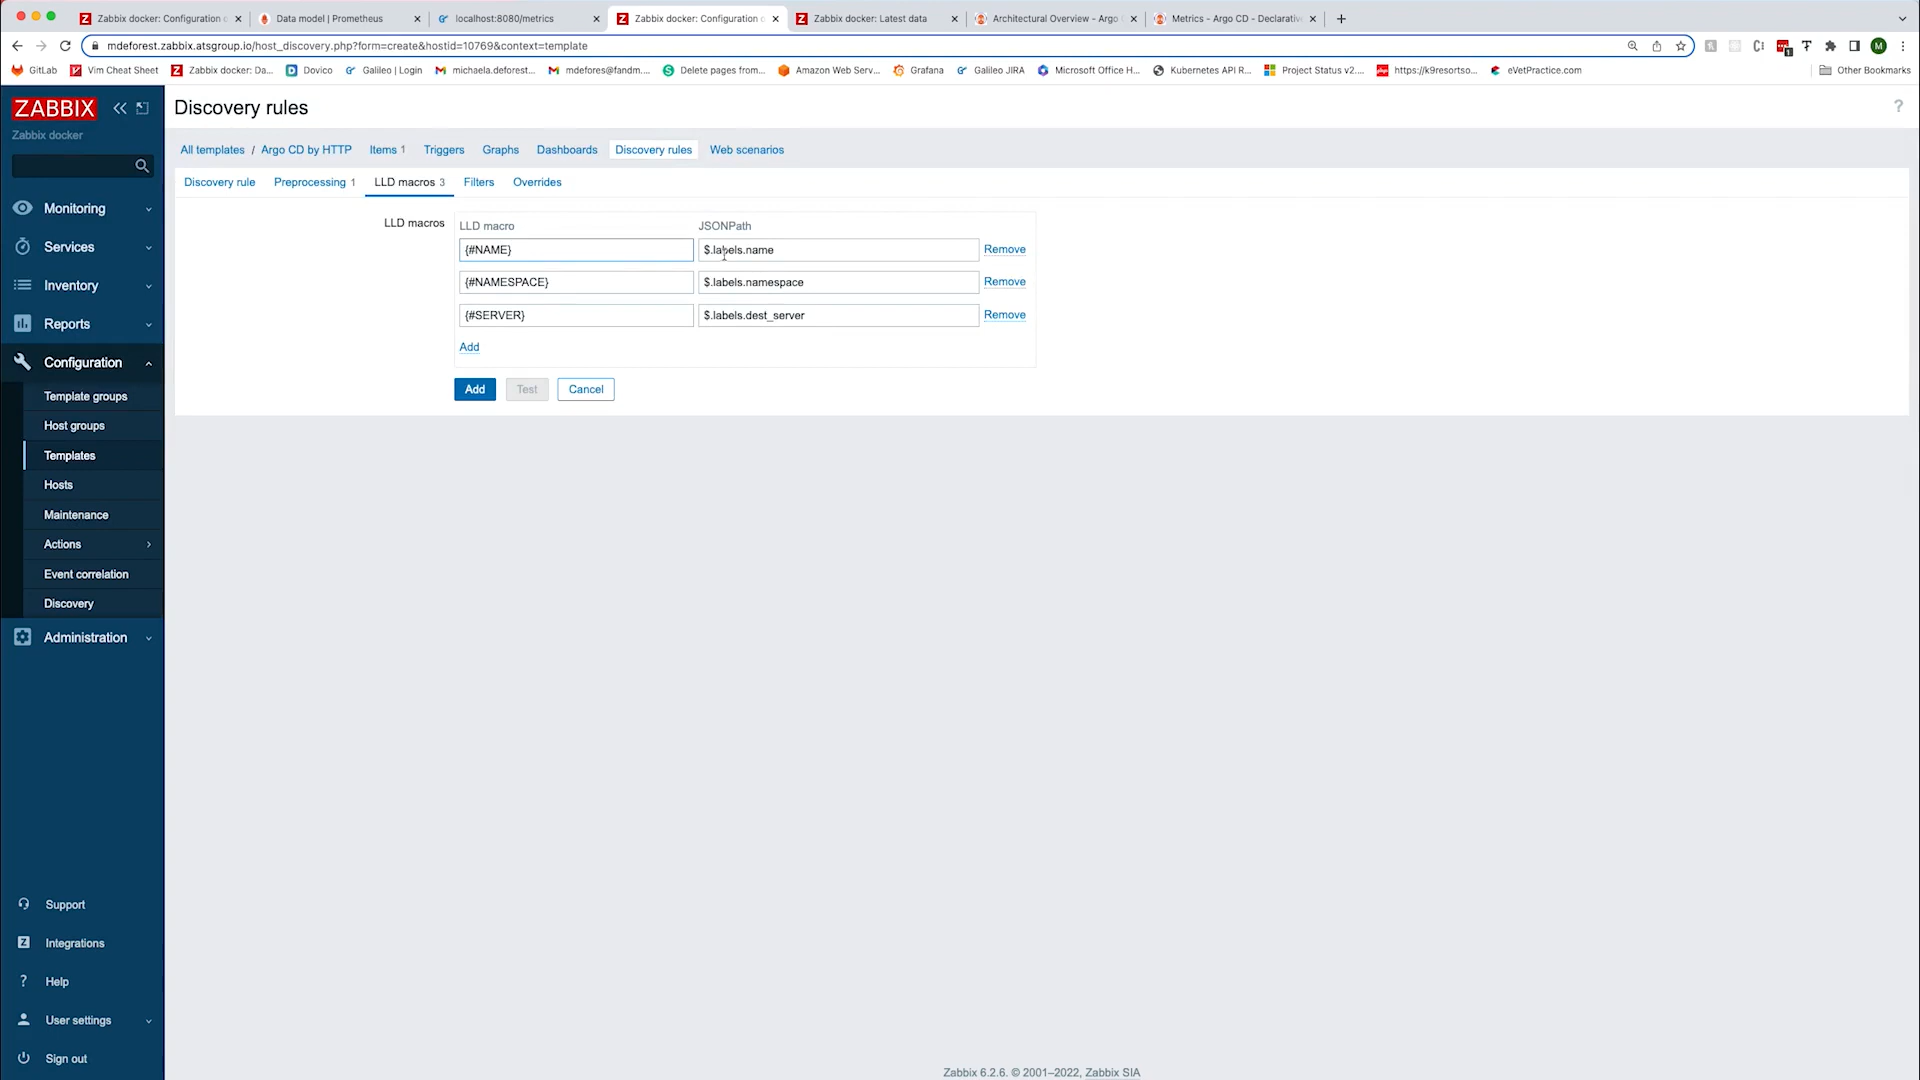 Zabbix docker: Configuration o
Data model | Prometheus
localhost:8080/metrics
Zabbix docker: Configuration o
Zabbix docker: Latest data
Architectural Overview - Argo C
Metrics - Argo CD - Declarativ
mdeforest.zabbix.atsgroup.io/host_discovery.php?form=create&hostid=10769&context=template
M
GitLab
Vim Cheat Sheet
Zabbix docker: Da...
Dovico
Galileo | Login
michaela.deforest...
mdefores@fandm....
Delete pages from...
Amazon Web Serv...
Grafana
Galileo JIRA
Microsoft Office H...
Kubernetes API R...
Project Status v2....
https://k9resortso...
eVetPractice.com
Other Bookmarks
ZABBIX
Zabbix docker
Discovery rules
?
All templates / Argo CD by HTTP Items 1 Triggers Graphs Dashboards Discovery rules Web scenarios
Discovery rule Preprocessing 1 LLD macros 3 Filters Overrides
LLD macros
LLD macro JSONPath
{#NAME} $.labels.name Remove
{#NAMESPACE} $.labels.namespace Remove
{#SERVER} $.labels.dest_server Remove
Add
Add Test Cancel
Monitoring
Services
Inventory
Reports
Configuration
Template groups
Host groups
Templates
Hosts
Maintenance
Actions
Event correlation
Discovery
Administration
Support
Z Integrations
? Help
User settings
Sign out
Zabbix 6.2.6. © 2001–2022, Zabbix SIA